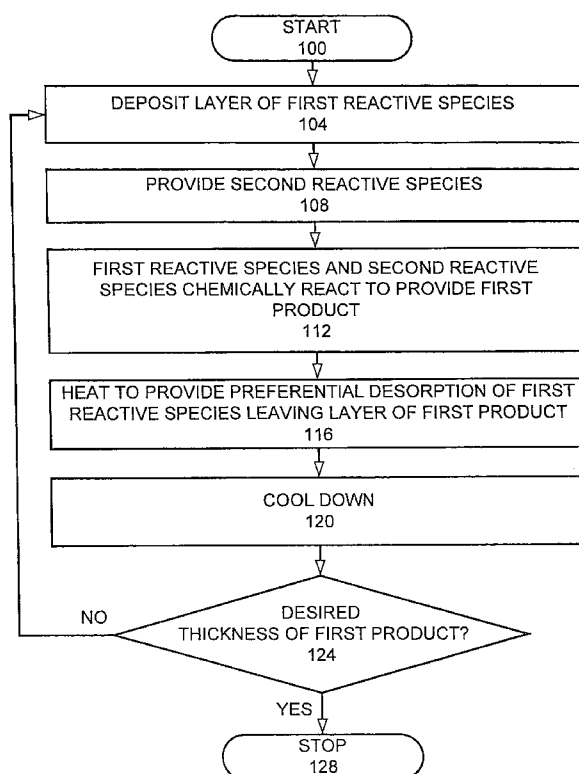 START
100
DEPOSIT LAYER OF FIRST REACTIVE SPECIES
104
PROVIDE SECOND REACTIVE SPECIES
108
FIRST REACTIVE SPECIES AND SECOND REACTIVE
SPECIES CHEMICALLY REACT TO PROVIDE FIRST
PRODUCT
112
HEAT TO PROVIDE PREFERENTIAL DESORPTION OF FIRST
REACTIVE SPECIES LEAVING LAYER OF FIRST PRODUCT
116
COOL DOWN
120
NO
DESIRED
THICKNESS OF FIRST PRODUCT?
124
YES
STOP
128